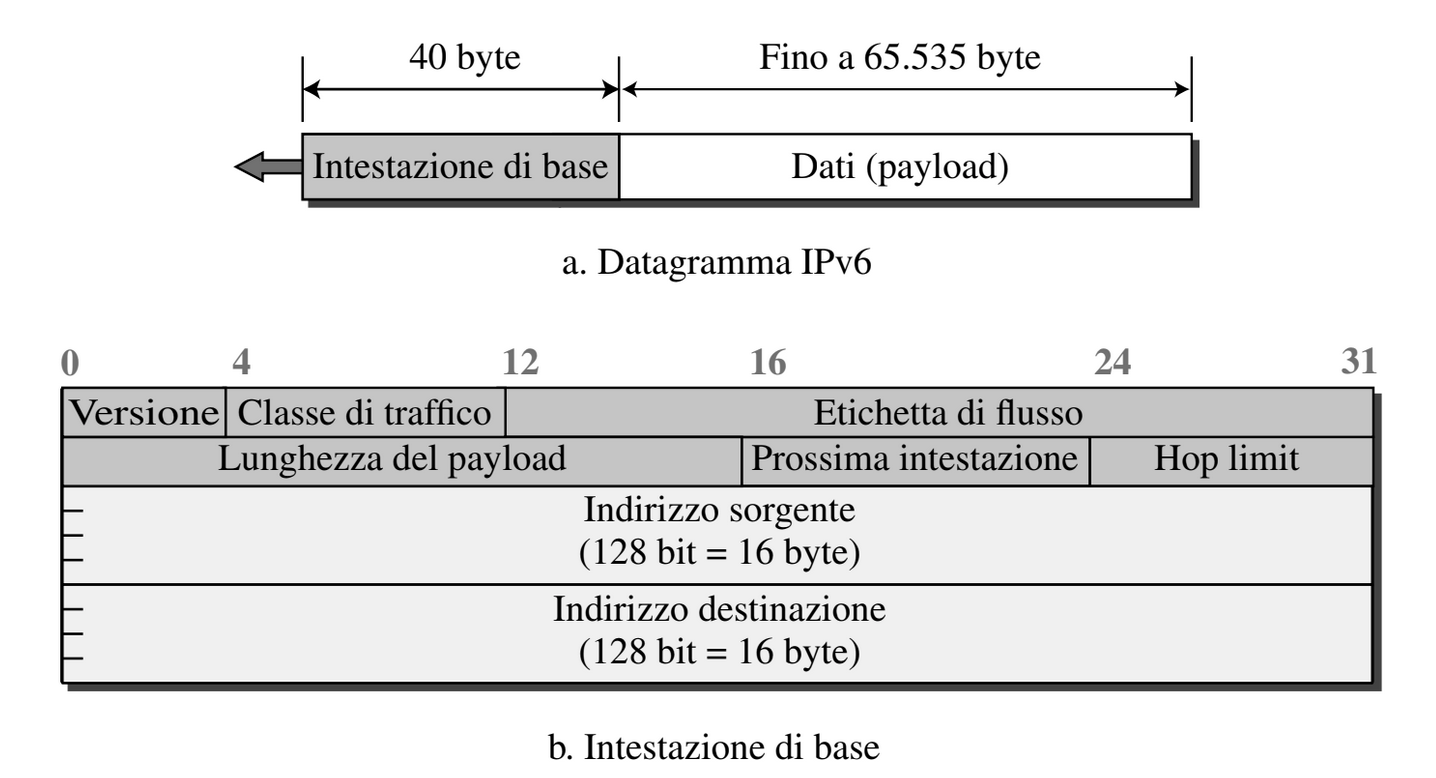 40 byte
Fino a 65.535 byte
Intestazione di base
Dati (payload)
a. Datagramma IPv6
0 4 12 16 24 31
Versione Classe di traffico Etichetta di flusso
Lunghezza del payload Prossima intestazione Hop limit
Indirizzo sorgente
(128 bit = 16 byte)
Indirizzo destinazione
(128 bit = 16 byte)
b. Intestazione di base